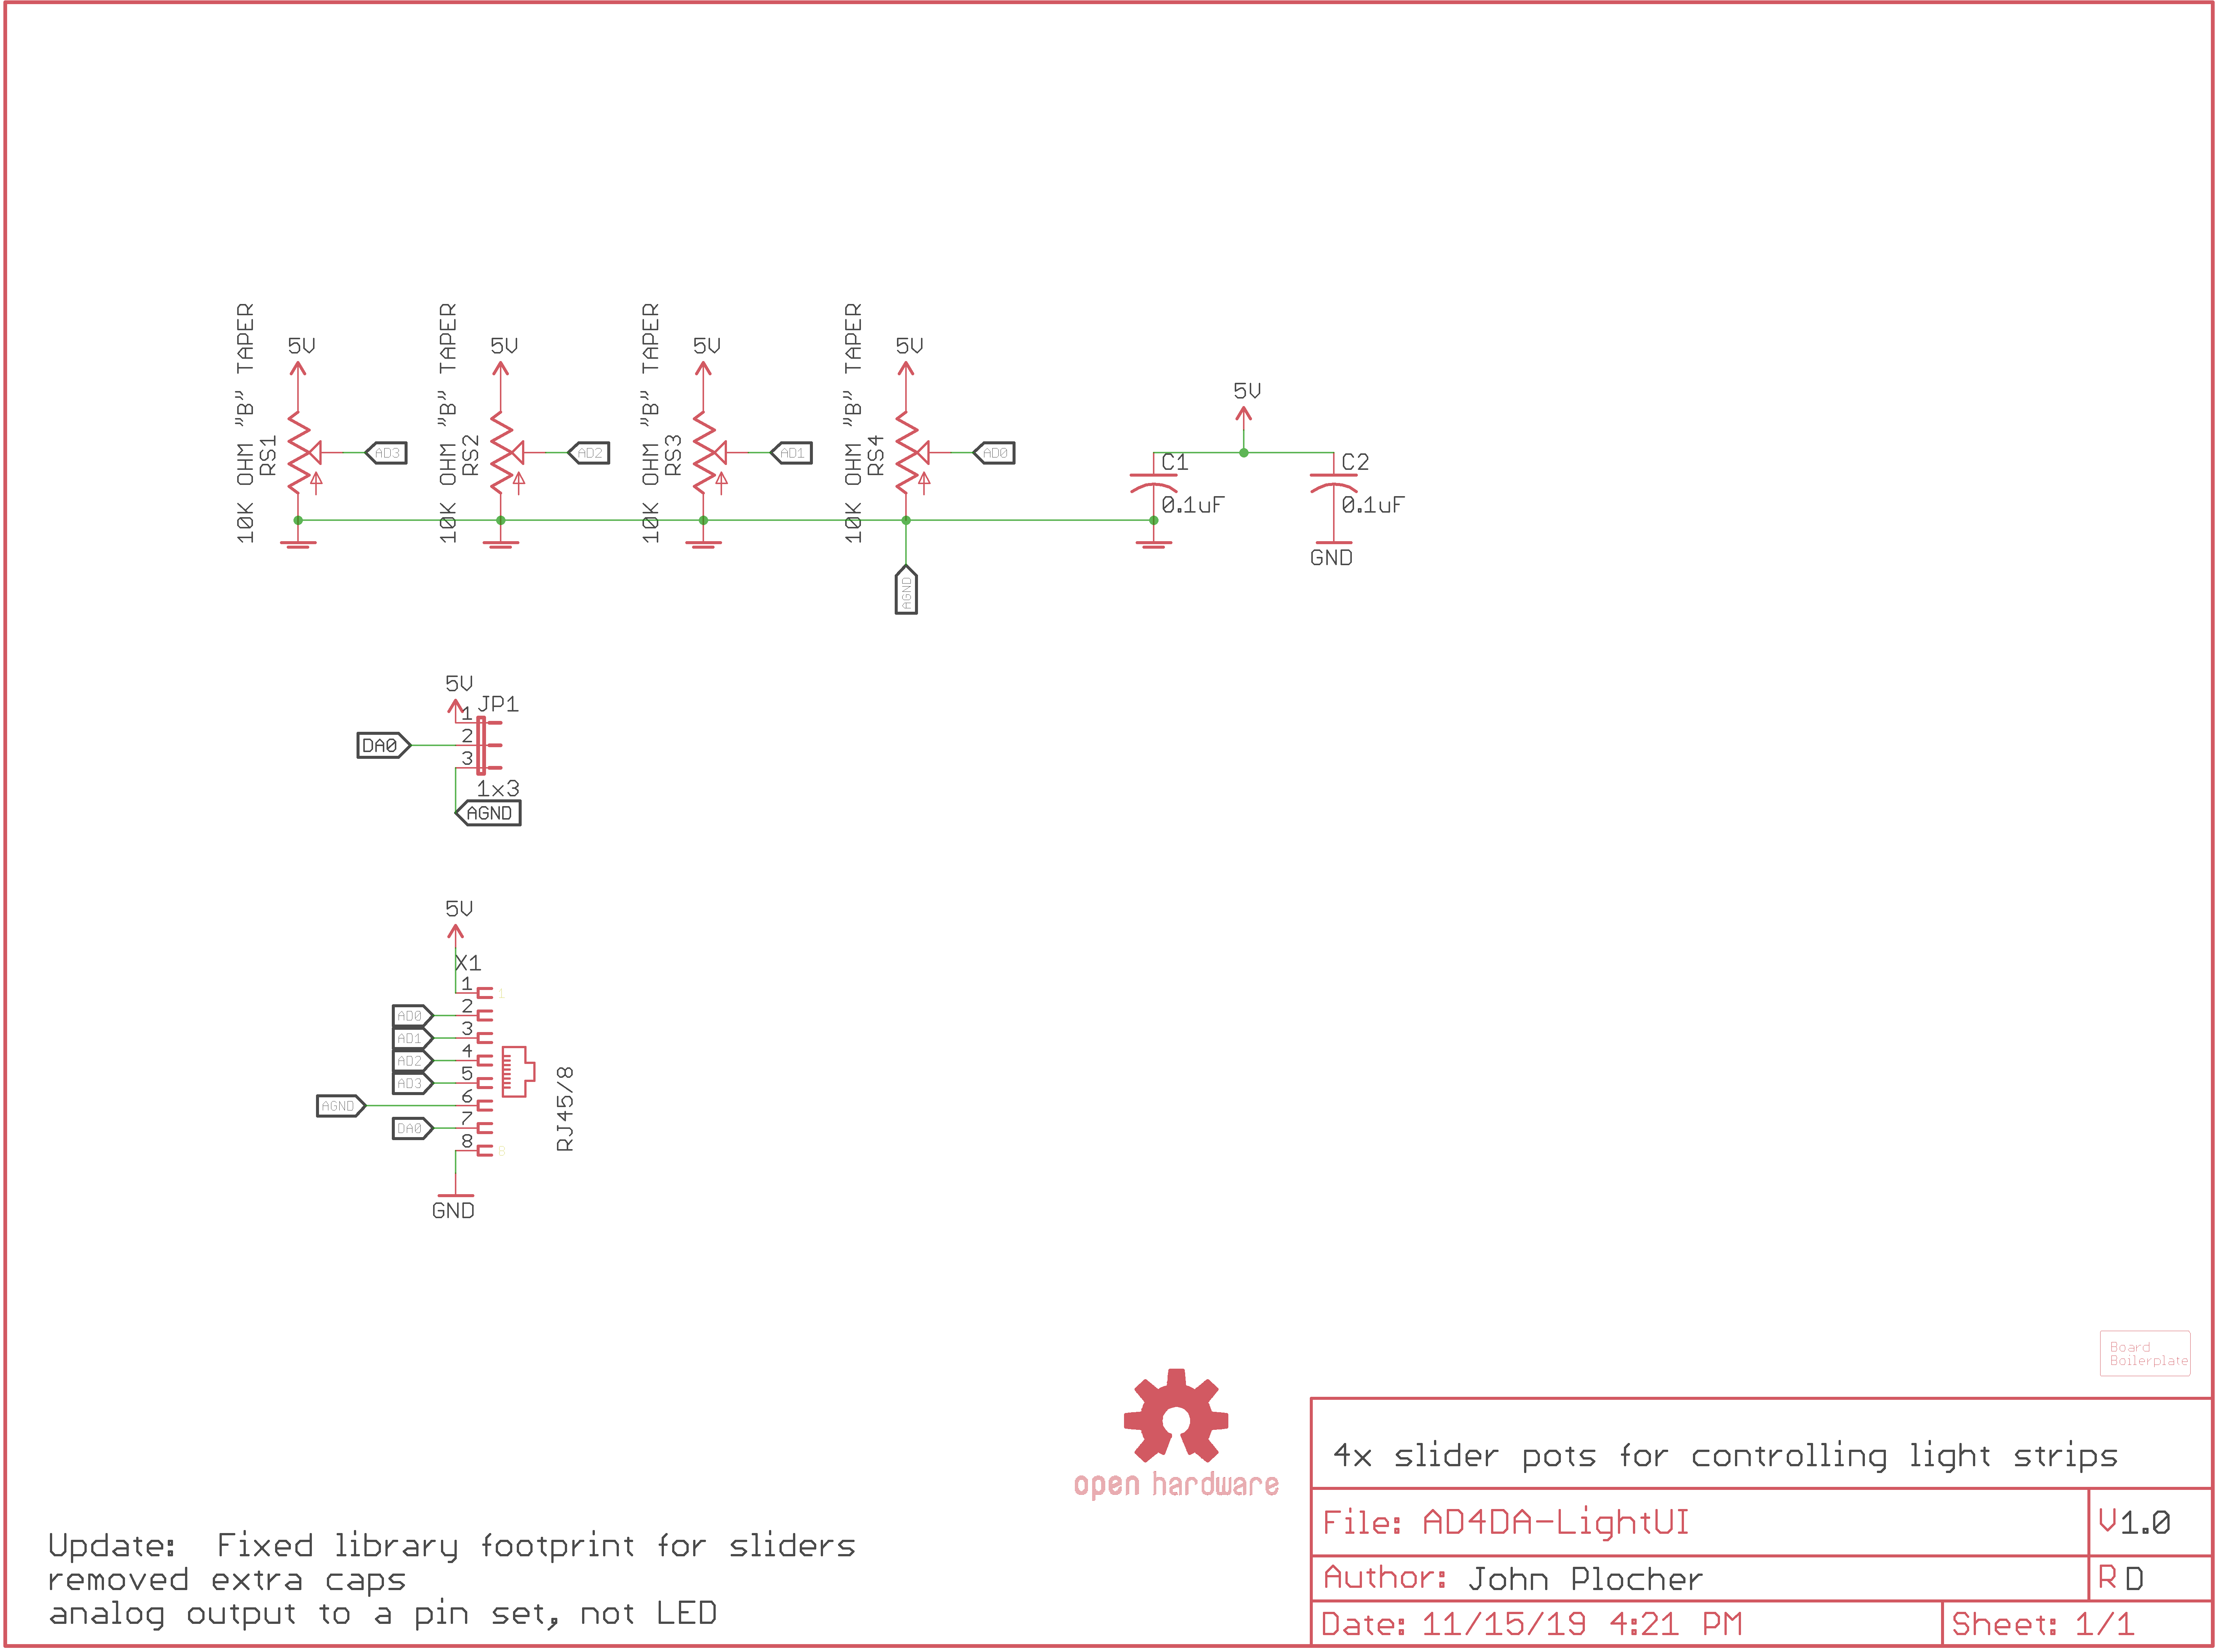 10K OHM "B" TAPER
RS1
5V
AD3
10K OHM "B" TAPER
RS2
5V
AD2
10K OHM "B" TAPER
RS3
5V
AD1
10K OHM "B" TAPER
RS4
5V
AD0
AGND
5V
C1
0.1uF
C2
0.1uF
GND
5V
JP1
1
DA0
2
3
1x3
AGND
5V
X1
1
1
AD0
2
AD1
3
AD2
4
AD3
5
AGND
6
DA0
7
8
8
RJ45/8
GND
Board
Boilerplate
open hardware
4x slider pots for controlling light strips
File: AD4DA-LightUI
V1.0
Author: John Plocher
R D
Date: 11/15/19 4:21 PM
Sheet: 1/1
Update: Fixed library footprint for sliders
removed extra caps
analog output to a pin set, not LED